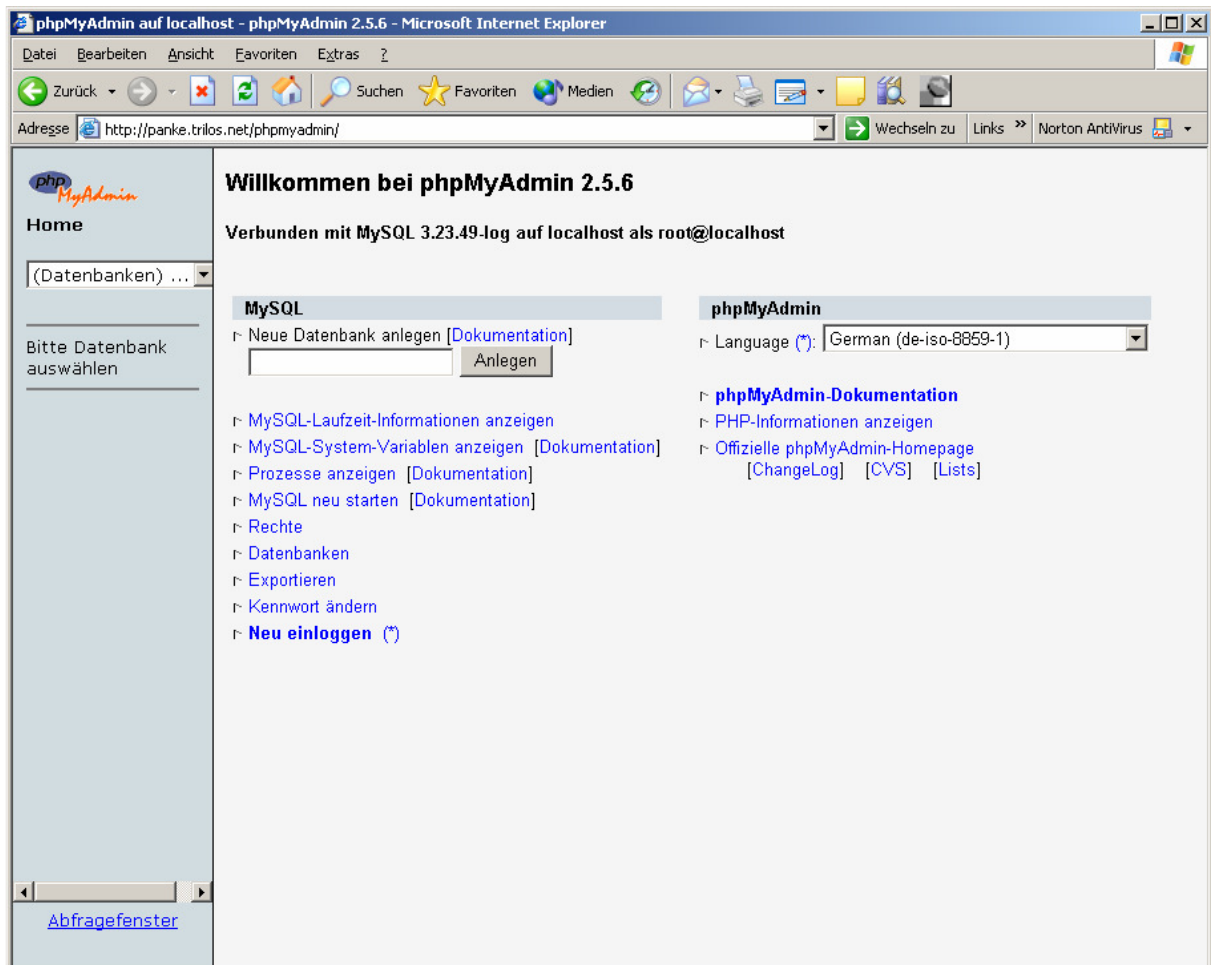 phpMyAdmin auf localhost - phpMyAdmin 2.5.6 - Microsoft Internet Explorer
Datei Bearbeiten Ansicht Favoriten Extras ?
Zurück Suchen Favoriten Medien
Adresse http://panke.trilos.net/phpmyadmin/ Wechseln zu Links » Norton AntiVirus
php MyAdmin
Home
(Datenbanken) ...
Bitte Datenbank
auswählen
Abfragefenster
Willkommen bei phpMyAdmin 2.5.6
Verbunden mit MySQL 3.23.49-log auf localhost als root@localhost
MySQL
Neue Datenbank anlegen [Dokumentation]
Anlegen
MySQL-Laufzeit-Informationen anzeigen
MySQL-System-Variablen anzeigen [Dokumentation]
Prozesse anzeigen [Dokumentation]
MySQL neu starten [Dokumentation]
Rechte
Datenbanken
Exportieren
Kennwort ändern
Neu einloggen (*)
phpMyAdmin
Language (*): German (de-iso-8859-1)
phpMyAdmin-Dokumentation
PHP-Informationen anzeigen
Offizielle phpMyAdmin-Homepage
[ChangeLog] [CVS] [Lists]